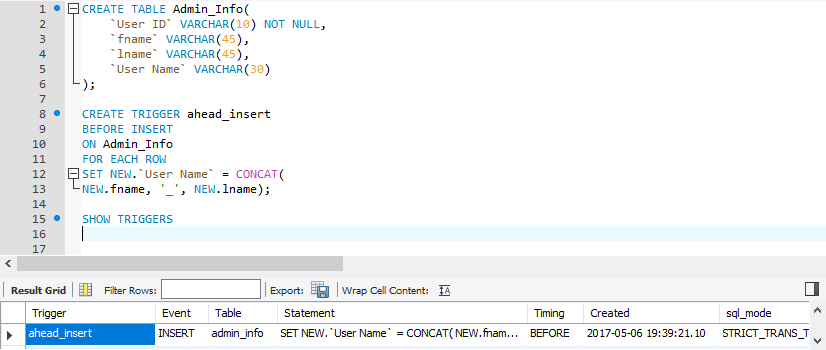 1 CREATE TABLE Admin_Info(
2 `User ID` VARCHAR(10) NOT NULL,
3 `fname` VARCHAR(45),
4 `lname` VARCHAR(45),
5 `User Name` VARCHAR(30)
6 );
7
8 CREATE TRIGGER ahead_insert
9 BEFORE INSERT
10 ON Admin_Info
11 FOR EACH ROW
12 SET NEW.`User Name` = CONCAT(
13 NEW.fname, '_', NEW.lname);
14
15 SHOW TRIGGERS
16
17
Result Grid Filter Rows: Export: Wrap Cell Content: IA
Trigger Event Table Statement Timing Created sql_mode
ahead_insert INSERT admin_info SET NEW.`User Name` = CONCAT( NEW.fnam... BEFORE 2017-05-06 19:39:21.10 STRICT_TRANS_T